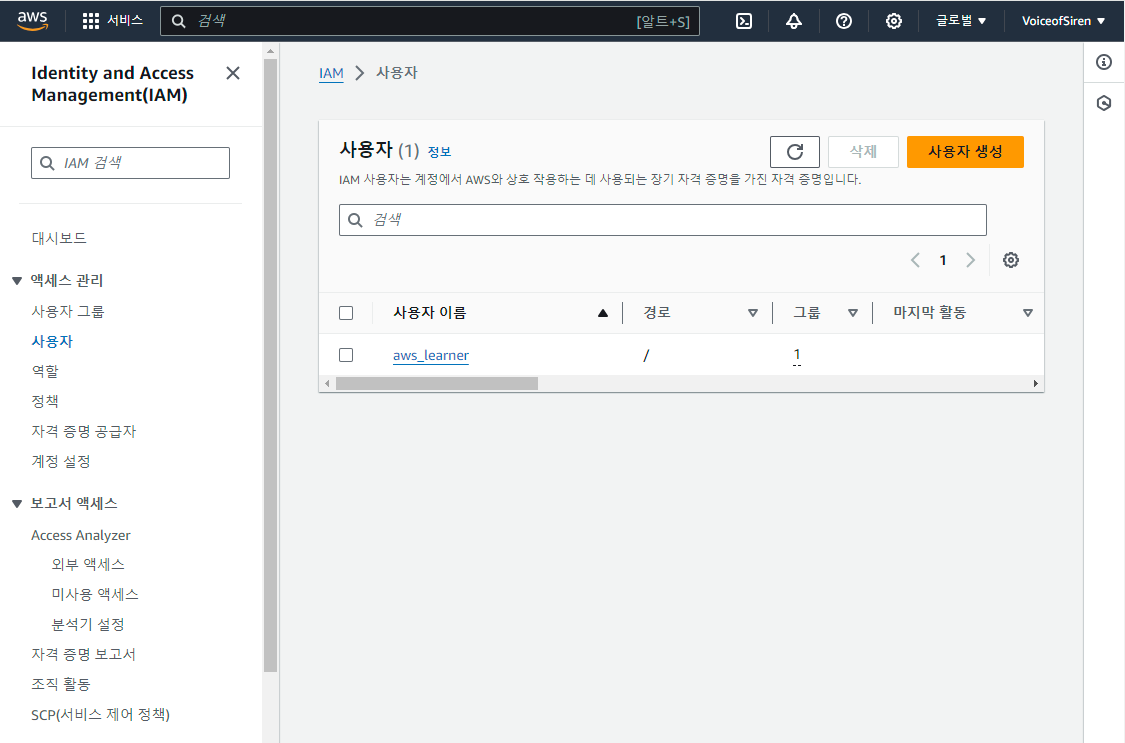 aws
서비스
검색
[알트+S]
글로벌
VoiceofSiren
Identity and Access
Management(IAM)
IAM 검색
대시보드
액세스 관리
사용자 그룹
사용자
역할
정책
자격 증명 공급자
계정 설정
보고서 액세스
Access Analyzer
외부 액세스
미사용 액세스
분석기 설정
자격 증명 보고서
조직 활동
SCP(서비스 제어 정책)
IAM
사용자
사용자 (1) 정보
삭제
사용자 생성
IAM 사용자는 계정에서 AWS와 상호 작용하는 데 사용되는 장기 자격 증명을 가진 자격 증명입니다.
검색
1
사용자 이름
경로
그룹
마지막 활동
aws_learner
/
1